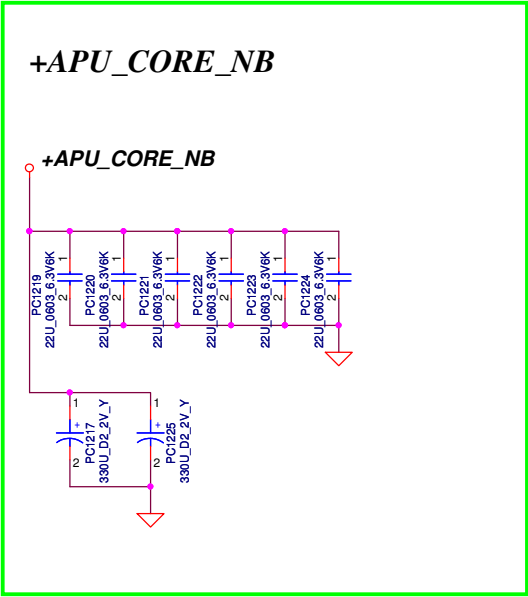 +APU_CORE_NB
+APU_CORE_NB
1
2
PC1219
22U_0603_6.3V6K
1
2
PC1220
22U_0603_6.3V6K
1
2
PC1221
22U_0603_6.3V6K
1
2
PC1222
22U_0603_6.3V6K
1
2
PC1223
22U_0603_6.3V6K
1
2
PC1224
22U_0603_6.3V6K
1
+
2
PC1217
330U_D2_2V_Y
1
+
2
PC1225
330U_D2_2V_Y